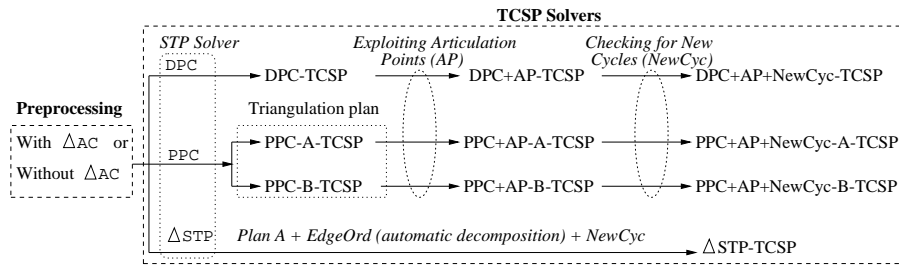 TCSP Solvers
STP Solver
Exploiting Articulation
Points (AP)
Checking for New
Cycles (NewCyc)
DPC
DPC-TCSP
DPC+AP-TCSP
DPC+AP+NewCyc-TCSP
Preprocessing
With △AC or
Without △AC
Triangulation plan
PPC
PPC-A-TCSP
PPC+AP-A-TCSP
PPC+AP+NewCyc-A-TCSP
PPC-B-TCSP
PPC+AP-B-TCSP
PPC+AP+NewCyc-B-TCSP
△STP
Plan A + EdgeOrd (automatic decomposition) + NewCyc
△STP-TCSP